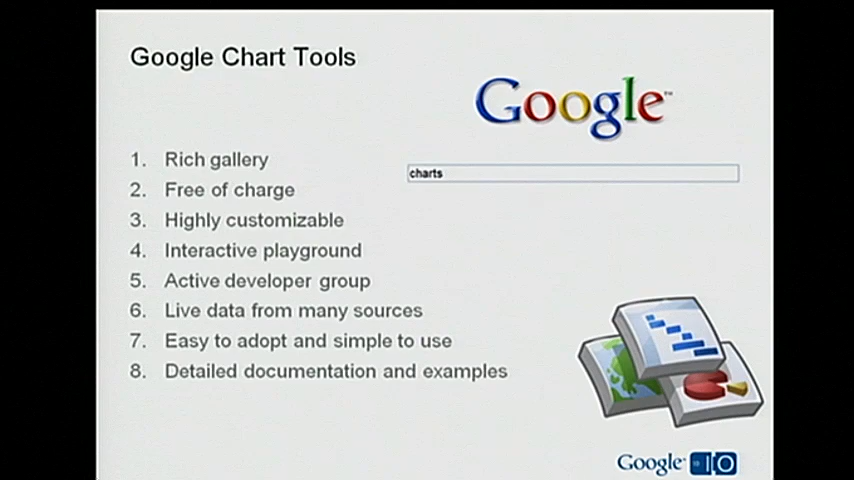 Google Chart Tools
Google™
charts
1. Rich gallery
2. Free of charge
3. Highly customizable
4. Interactive playground
5. Active developer group
6. Live data from many sources
7. Easy to adopt and simple to use
8. Detailed documentation and examples
Google IO